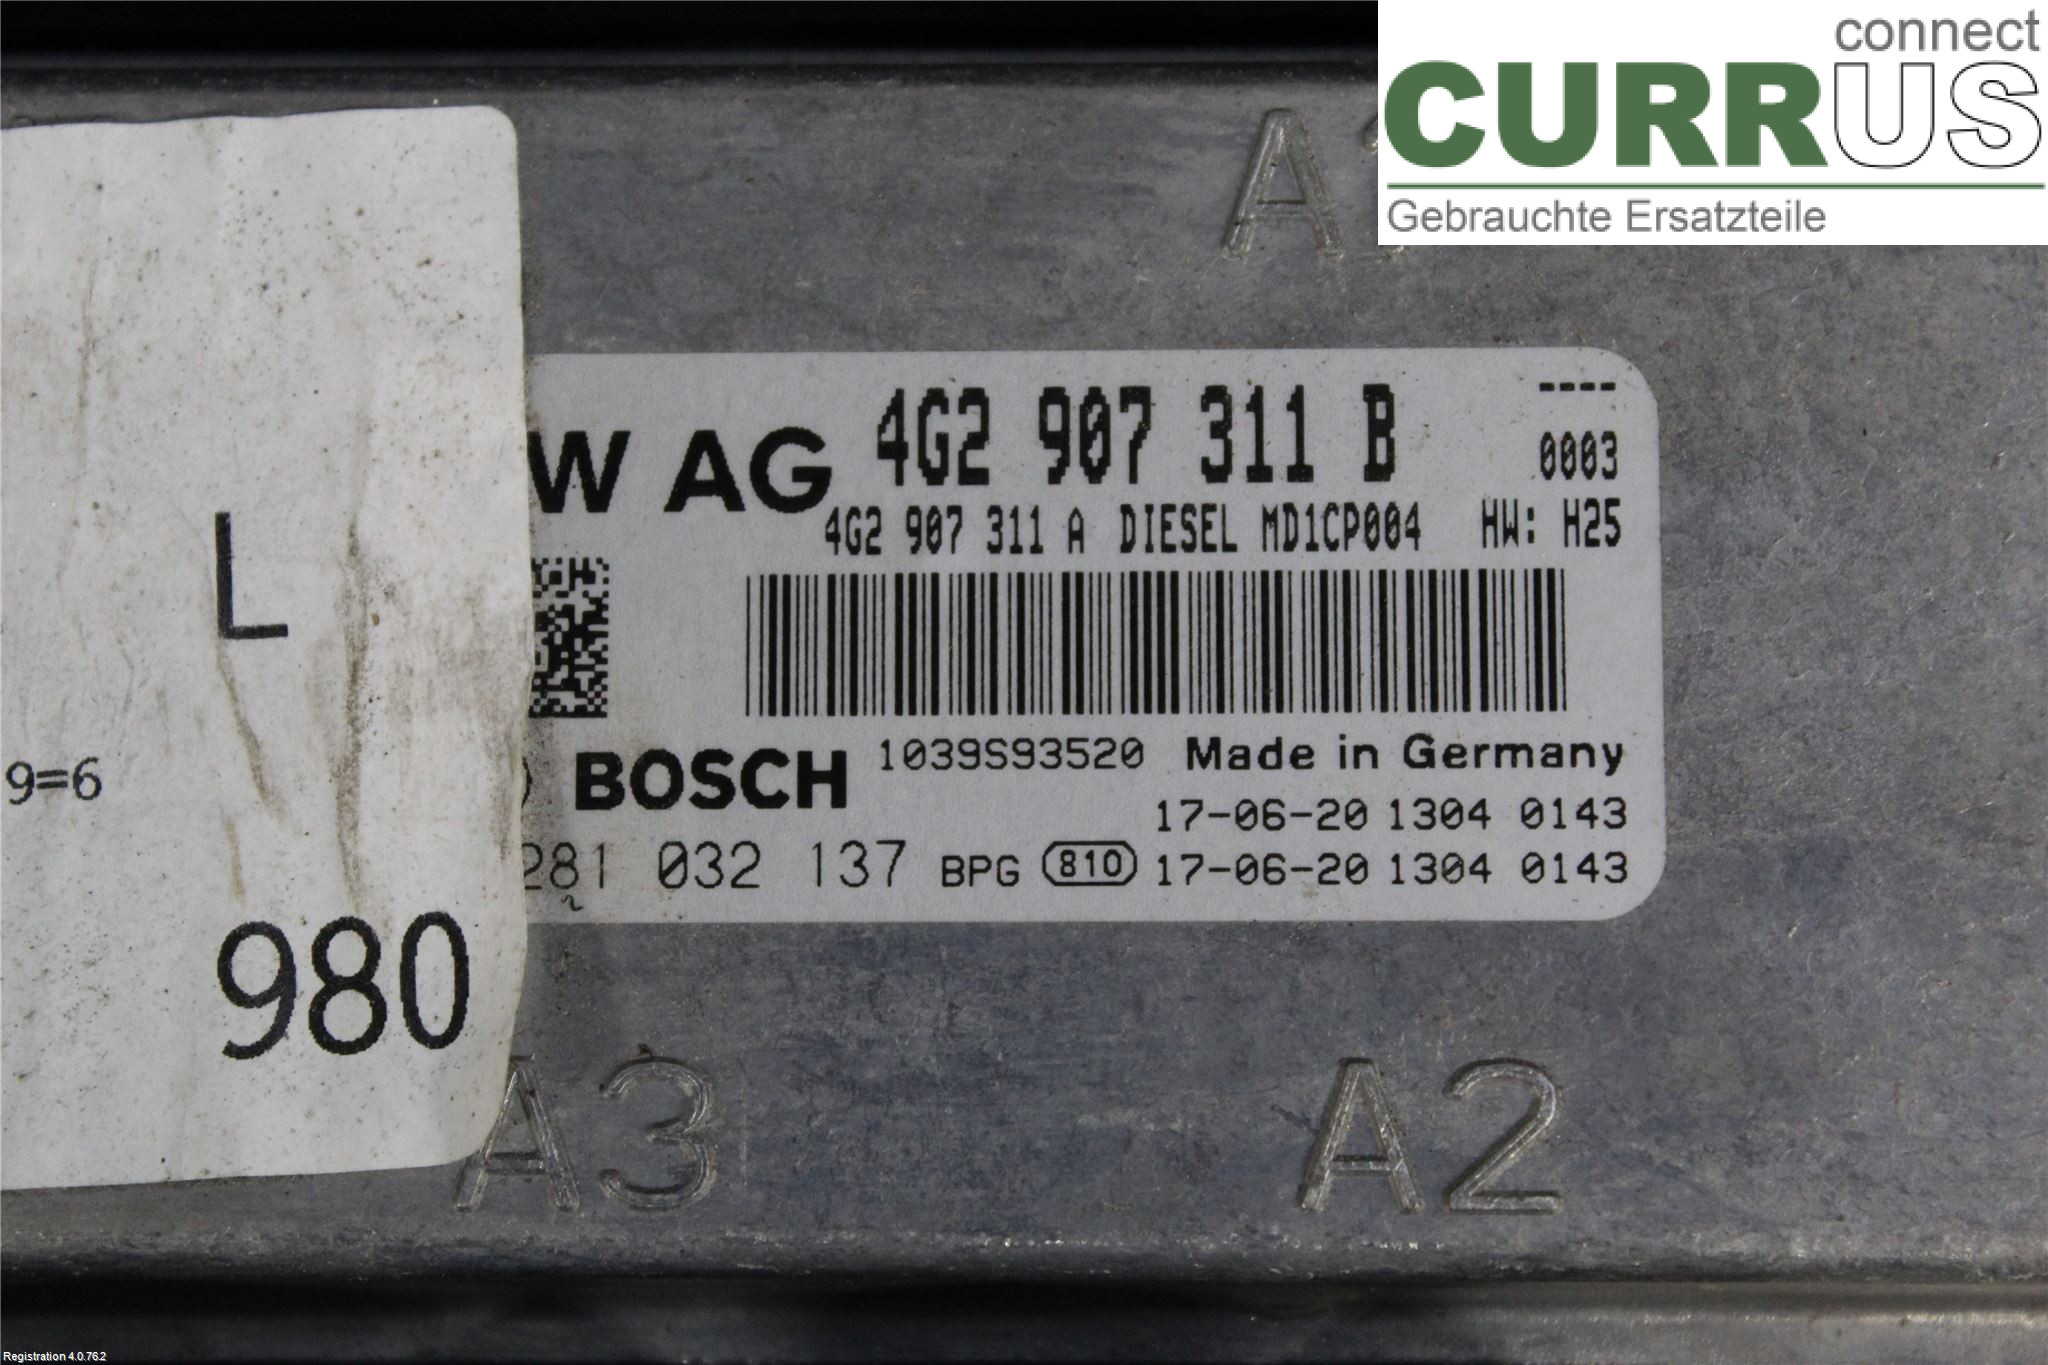 connect
CURRUS
Gebrauchte Ersatzteile
W AG 4G2 907 311 B ----
0003
4G2 907 311 A DIESEL MD1CP004 HW: H25
L
BOSCH 1039S93520 Made in Germany
9=6
17-06-20 1304 0143
281 032 137 BPG 810 17-06-20 1304 0143
980
A3 A2
Registration 4.0.76.2